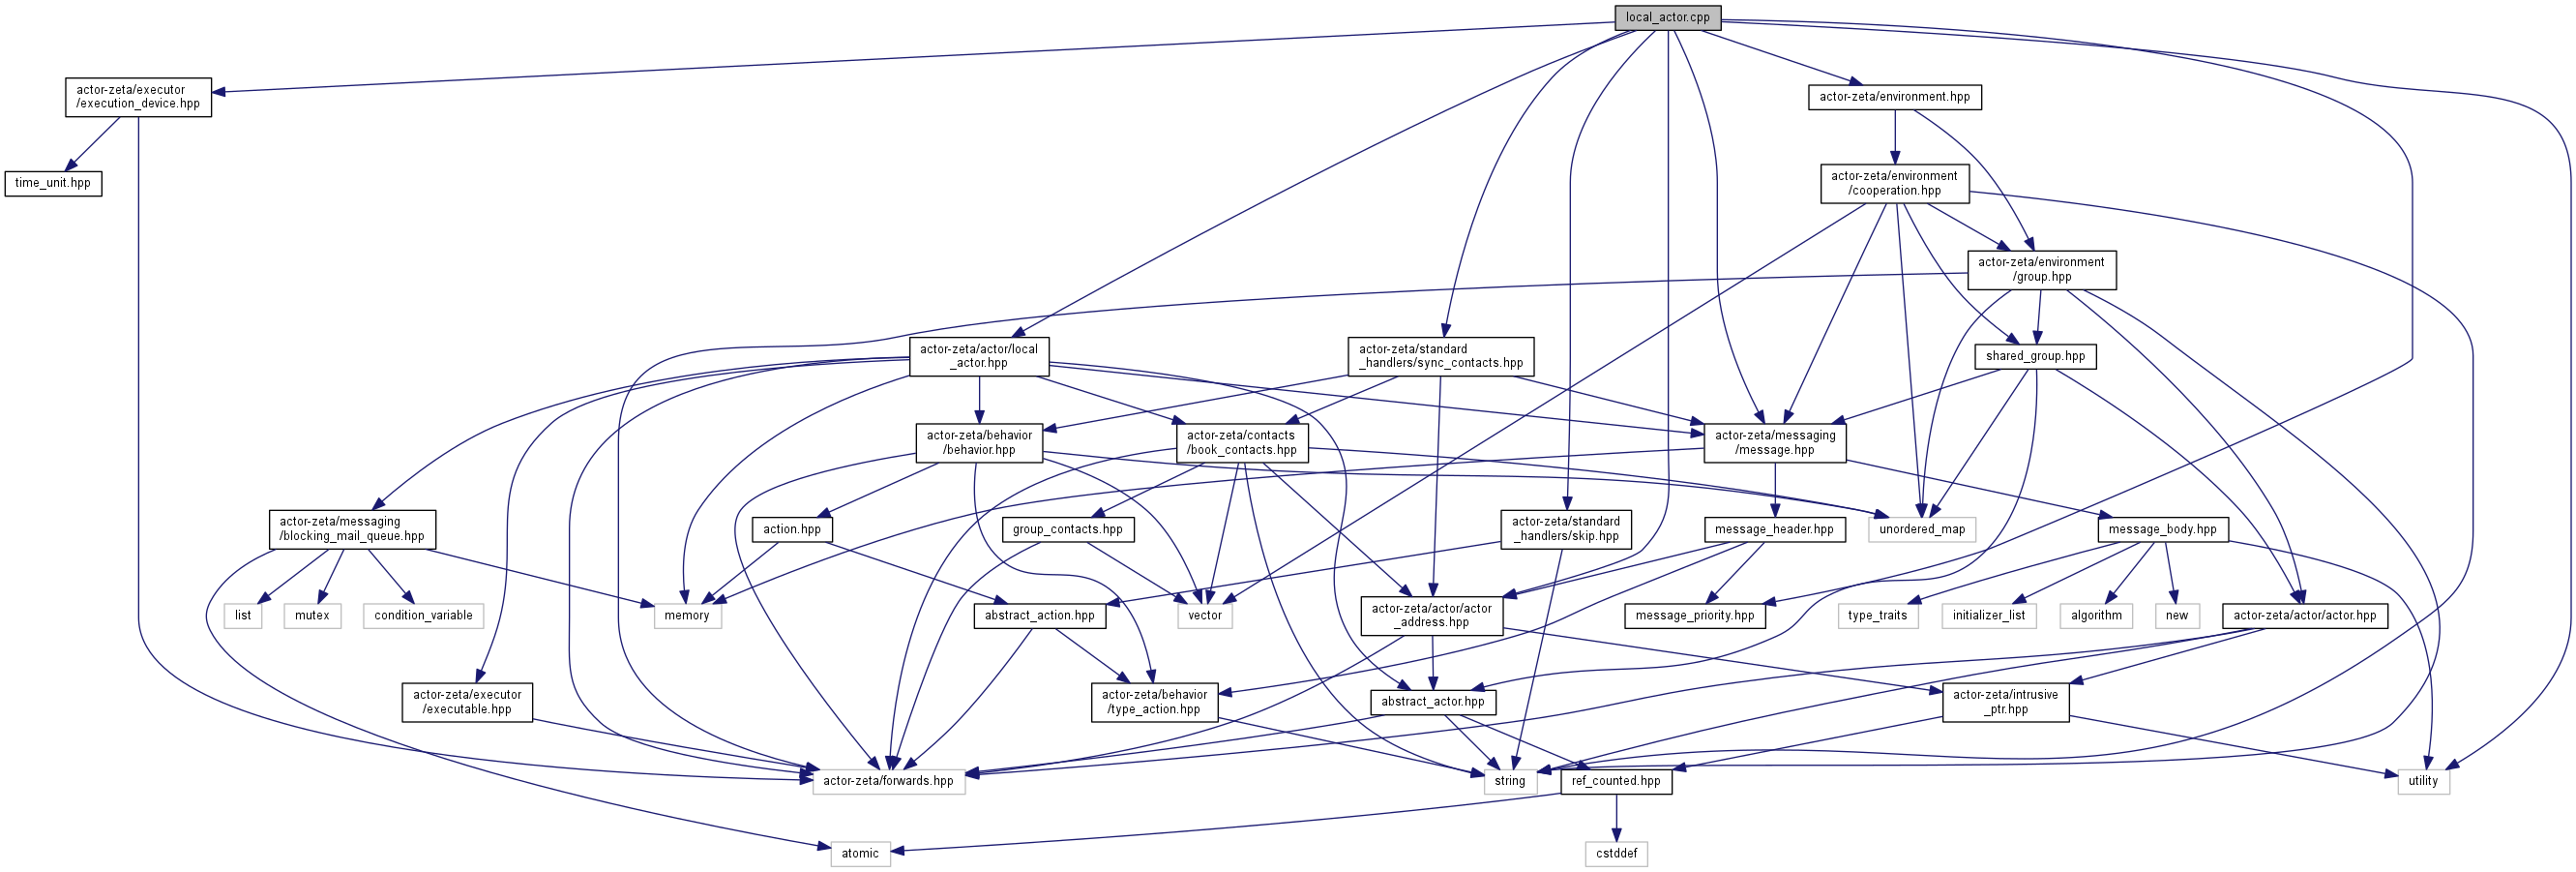 local_actor.cpp
actor-zeta/executor
/execution_device.hpp
actor-zeta/environment.hpp
time_unit.hpp
actor-zeta/environment
/cooperation.hpp
actor-zeta/environment
/group.hpp
actor-zeta/actor/local
_actor.hpp
actor-zeta/standard
_handlers/sync_contacts.hpp
shared_group.hpp
actor-zeta/behavior
/behavior.hpp
actor-zeta/contacts
/book_contacts.hpp
actor-zeta/messaging
/message.hpp
actor-zeta/messaging
/blocking_mail_queue.hpp
action.hpp
group_contacts.hpp
actor-zeta/standard
_handlers/skip.hpp
message_header.hpp
unordered_map
message_body.hpp
list
mutex
condition_variable
memory
abstract_action.hpp
vector
actor-zeta/actor/actor
_address.hpp
message_priority.hpp
type_traits
initializer_list
algorithm
new
actor-zeta/actor/actor.hpp
actor-zeta/executor
/executable.hpp
actor-zeta/behavior
/type_action.hpp
abstract_actor.hpp
actor-zeta/intrusive
_ptr.hpp
actor-zeta/forwards.hpp
string
ref_counted.hpp
utility
atomic
cstddef